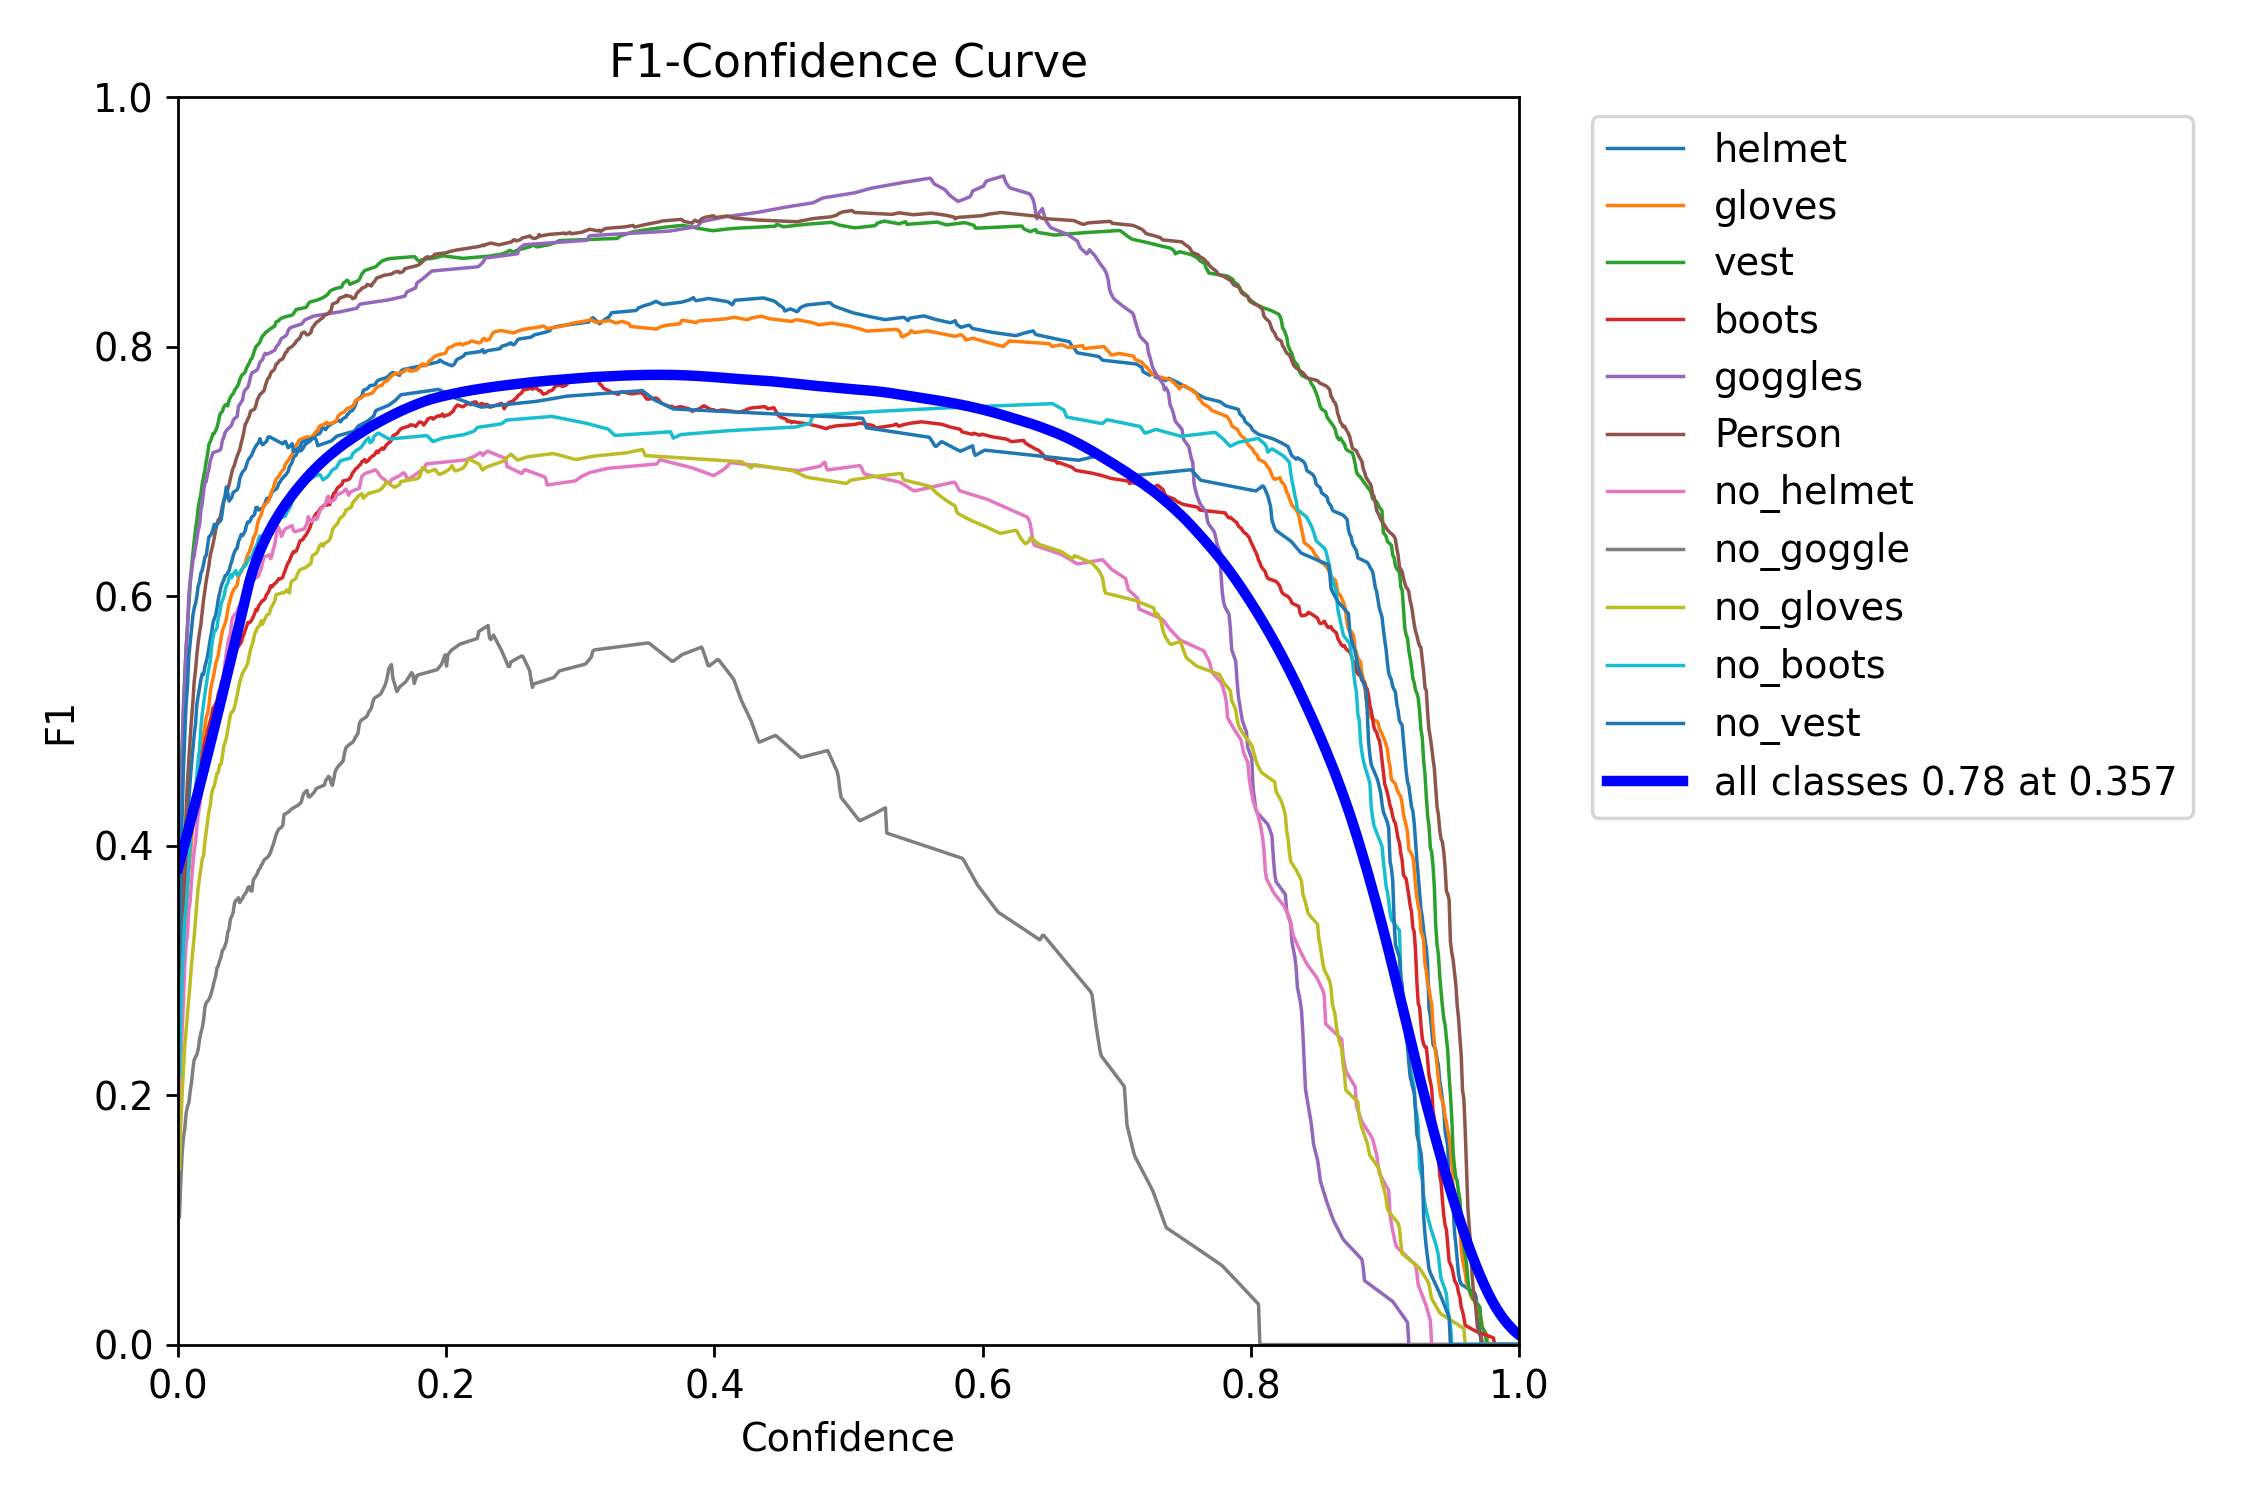 F1-Confidence Curve
1.0
0.8
0.6
0.4
0.2
0.0
F1
0.0 0.2 0.4 0.6 0.8 1.0
Confidence
helmet
gloves
vest
boots
goggles
Person
no_helmet
no_goggle
no_gloves
no_boots
no_vest
all classes 0.78 at 0.357